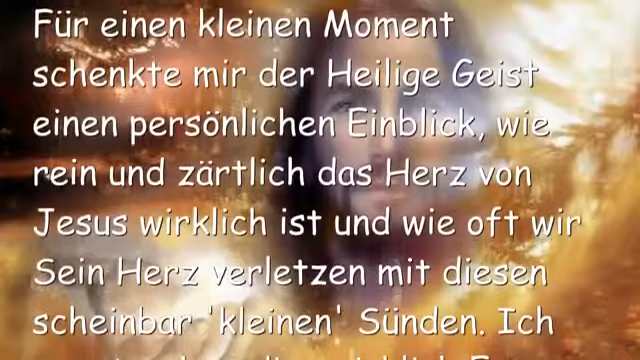 Für einen kleinen Moment
schenkte mir der Heilige Geist
einen persönlichen Einblick, wie
rein und zärtlich das Herz von
Jesus wirklich ist und wie oft wir
Sein Herz verletzen mit diesen
scheinbar 'kleinen' Sünden. Ich